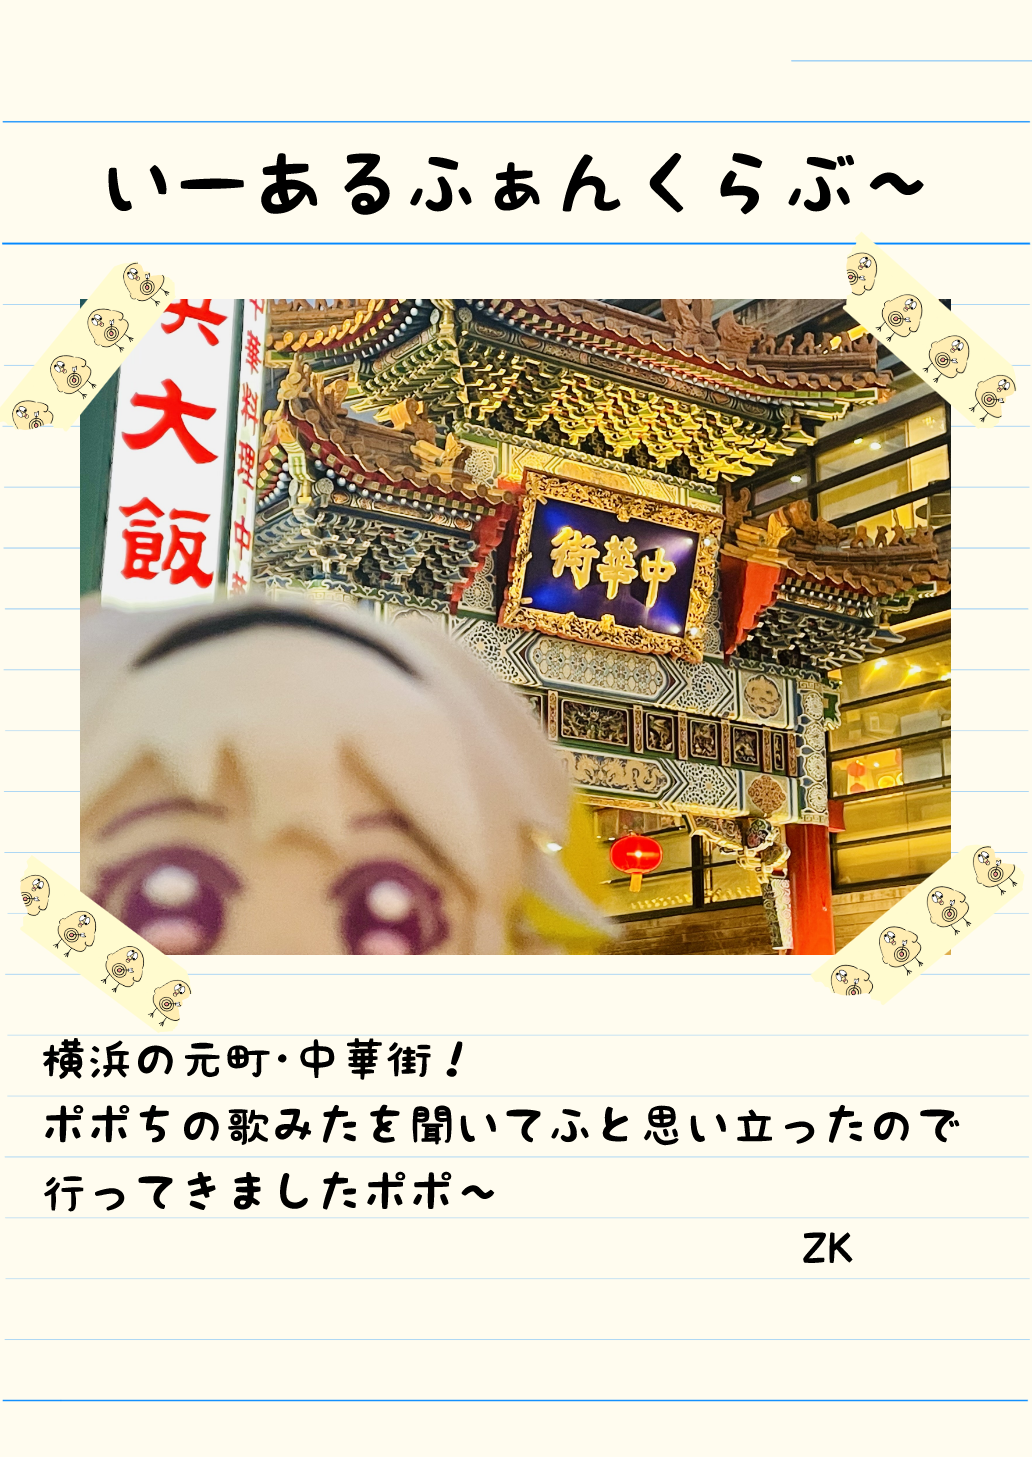 いーあるふぁんくらぶ～
大
飯
中華街
横浜の元町・中華街！
ポポちの歌みたを聞いてふと思い立ったので
行ってきましたポポ～
ZK